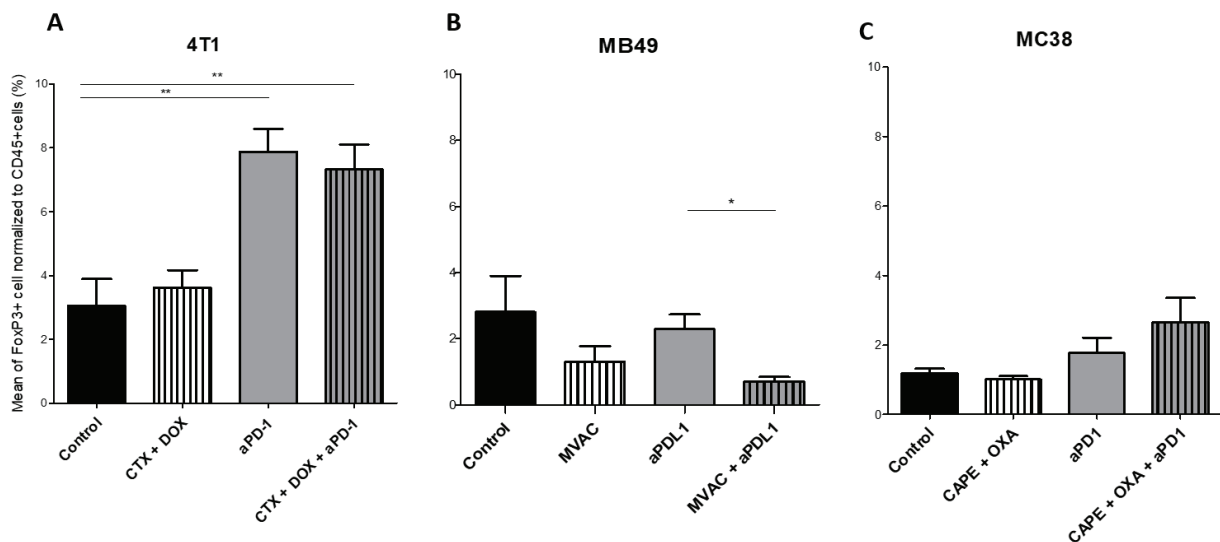 A
4T1
Mean of FoxP3+ cell normalized to CD45+cells (%)
10
8
6
4
2
0
**
**
Control
CTX + DOX
aPD-1
CTX + DOX + aPD-1
B
MB49
10
8
6
4
2
0
*
Control
MVAC
aPDL1
MVAC + aPDL1
C
MC38
10
8
6
4
2
0
Control
CAPE + OXA
aPD1
CAPE + OXA + aPD1